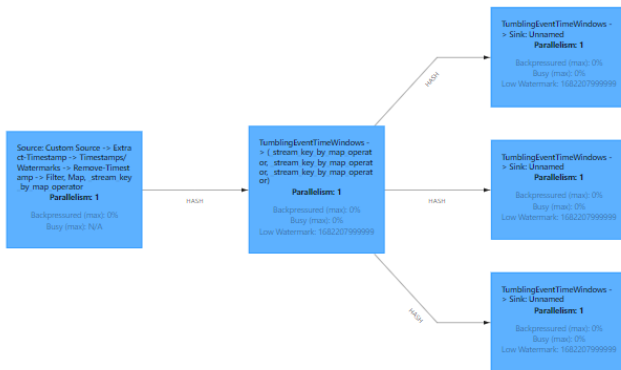 Source: Custom Source -> Extra
ct-Timestamp -> Timestamps/
Watermarks -> Remove-Timest
amp -> Filter, Map, _stream_key
_by_map_operator
Parallelism: 1
Backpressured (max): 0%
Busy (max): N/A
HASH
TumblingEventTimeWindows -
> (_stream_key_by_map_operat
or, _stream_key_by_map_operat
or, _stream_key_by_map_operat
or)
Parallelism: 1
Backpressured (max): 0%
Busy (max): 0%
Low Watermark: 1682207999999
HASH
HASH
HASH
TumblingEventTimeWindows -
> Sink: Unnamed
Parallelism: 1
Backpressured (max): 0%
Busy (max): 0%
Low Watermark: 1682207999999
TumblingEventTimeWindows -
> Sink: Unnamed
Parallelism: 1
Backpressured (max): 0%
Busy (max): 0%
Low Watermark: 1682207999999
TumblingEventTimeWindows -
> Sink: Unnamed
Parallelism: 1
Backpressured (max): 0%
Busy (max): 0%
Low Watermark: 1682207999999